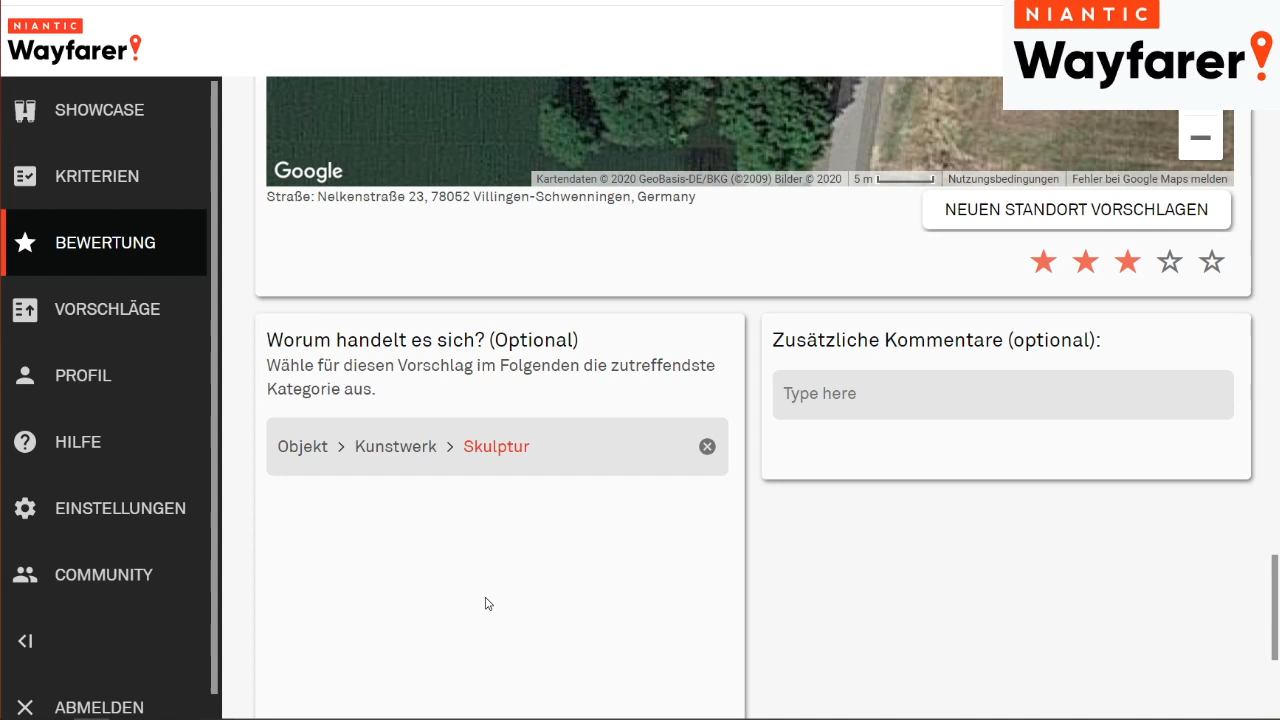 NIANTIC
Wayfarer
NIANTIC
Wayfarer
SHOWCASE
KRITERIEN
BEWERTUNG
VORSCHLÄGE
PROFIL
HILFE
EINSTELLUNGEN
COMMUNITY
ABMELDEN
Google
Kartendaten © 2020 GeoBasis-DE/BKG (©2009) Bilder © 2020
5 m
Nutzungsbedingungen
Fehler bei Google Maps melden
Straße: Nelkenstraße 23, 78052 Villingen-Schwenningen, Germany
NEUEN STANDORT VORSCHLAGEN
Worum handelt es sich? (Optional)
Wähle für diesen Vorschlag im Folgenden die zutreffendste
Kategorie aus.
Objekt > Kunstwerk > Skulptur
Zusätzliche Kommentare (optional):
Type here